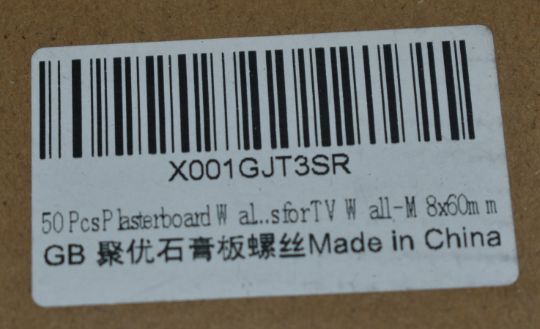 X001GJT3SR
50 PcsPlasterboard W al...sforTV W all-M 8x60m m
GB 聚优石膏板螺丝Made in China